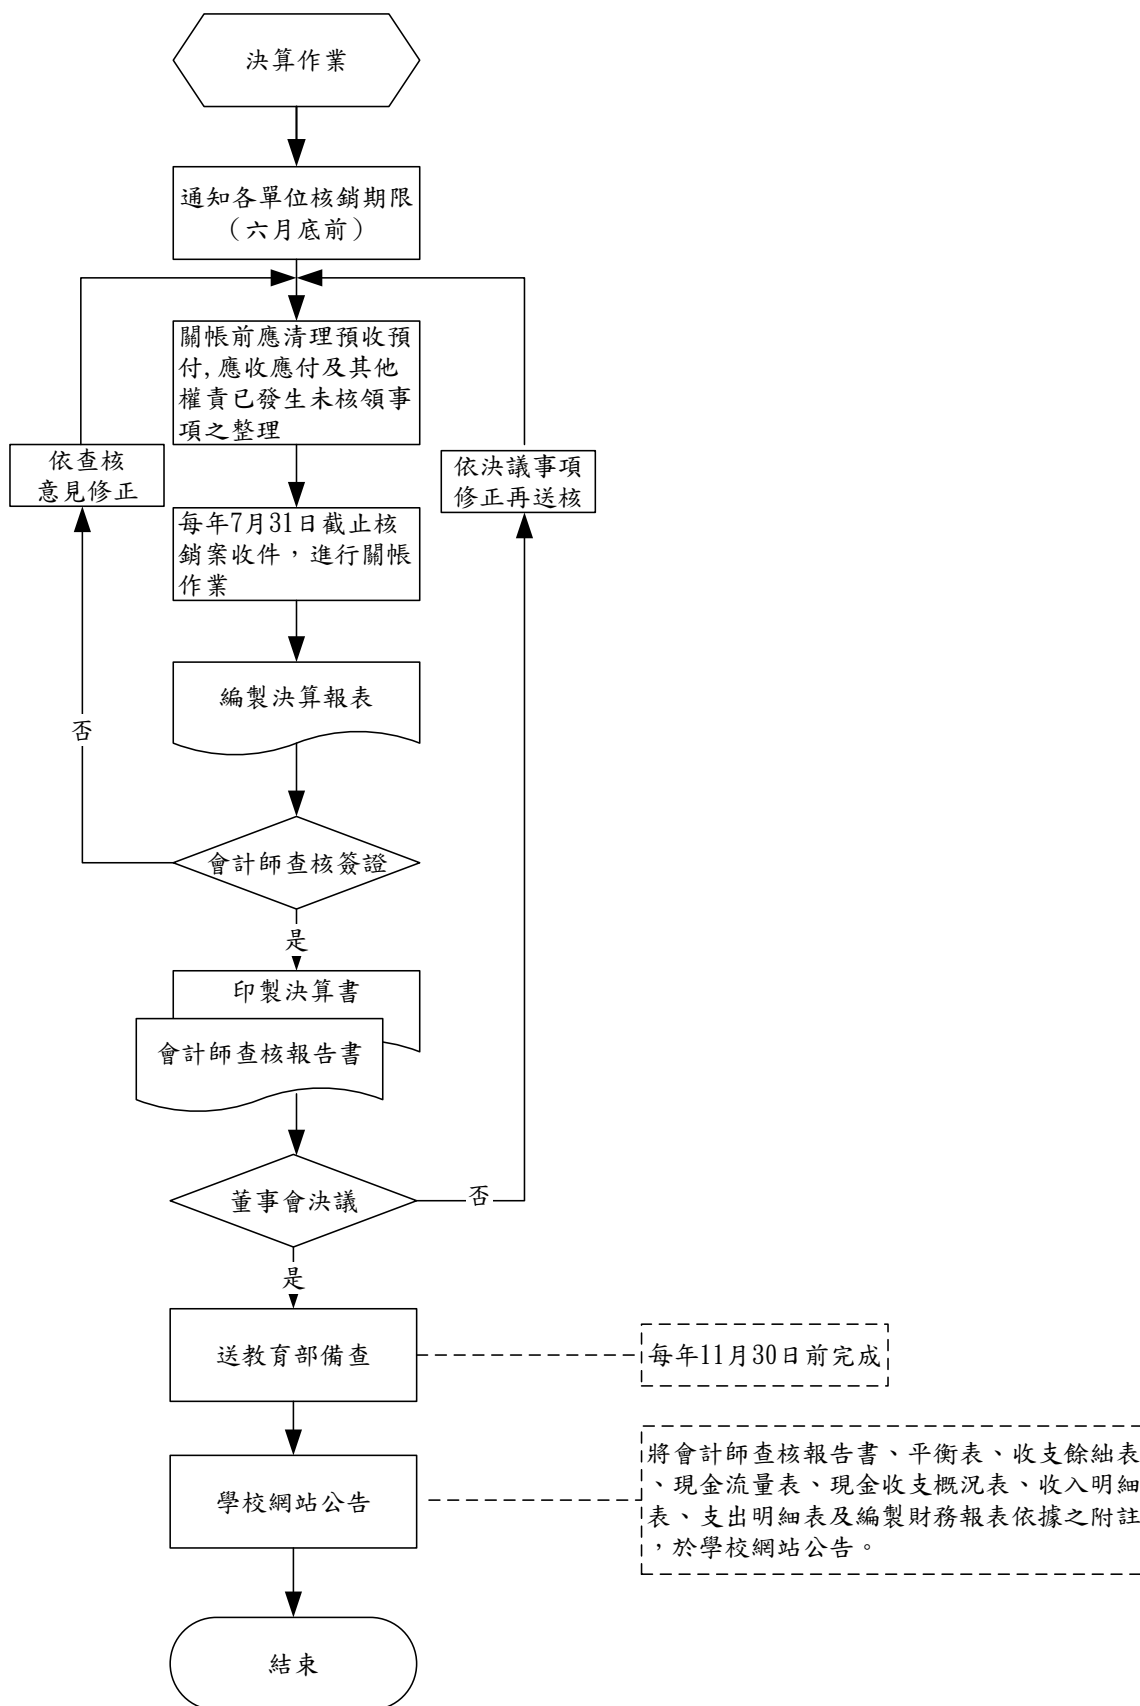 決算作業
通知各單位核銷期限
（六月底前）
關帳前應清理預收預
付,應收應付及其他
權責已發生未核領事
項之整理
依查核
意見修正
依決議事項
修正再送核
每年7月31日截止核
銷案收件，進行關帳
作業
編製決算報表
否
會計師查核簽證
是
印製決算書
會計師查核報告書
董事會決議
否
是
送教育部備查
每年11月30日前完成
學校網站公告
將會計師查核報告書、平衡表、收支餘絀表
、現金流量表、現金收支概況表、收入明細
表、支出明細表及編製財務報表依據之附註
，於學校網站公告。
結束